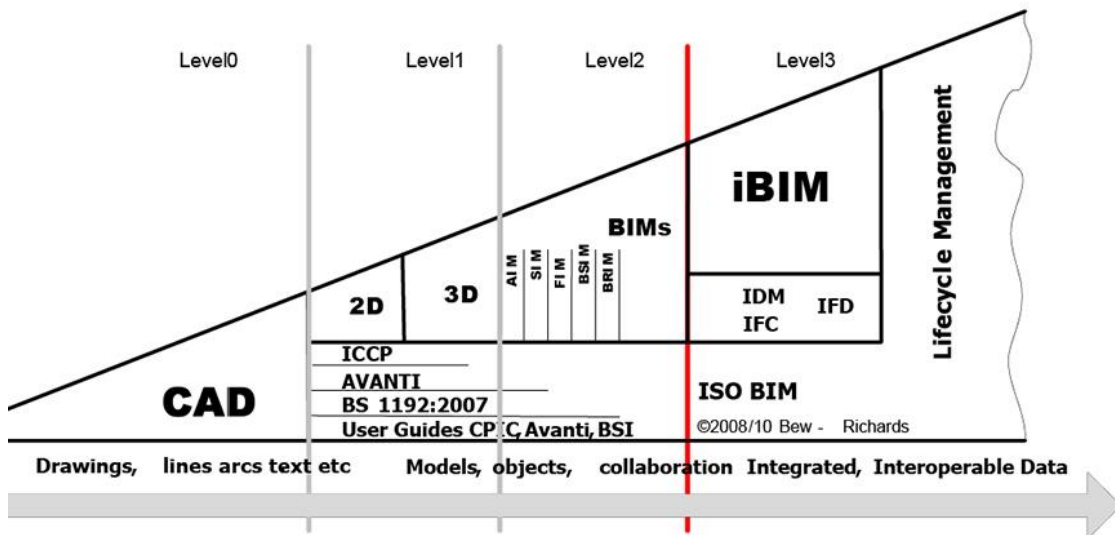 Level0 Level1 Level2 Level3
iBIM
BIMs
2D 3D
AIM
SIM
FIM
BSIM
BRIM
IDM IFD
IFC
Lifecycle Management
ICCP
CAD
AVANTI
ISO BIM
BS 1192:2007
User Guides CPIC, Avanti, BSI
©2008/10 Bew - Richards
Drawings, lines arcs text etc Models, objects, collaboration Integrated, Interoperable Data